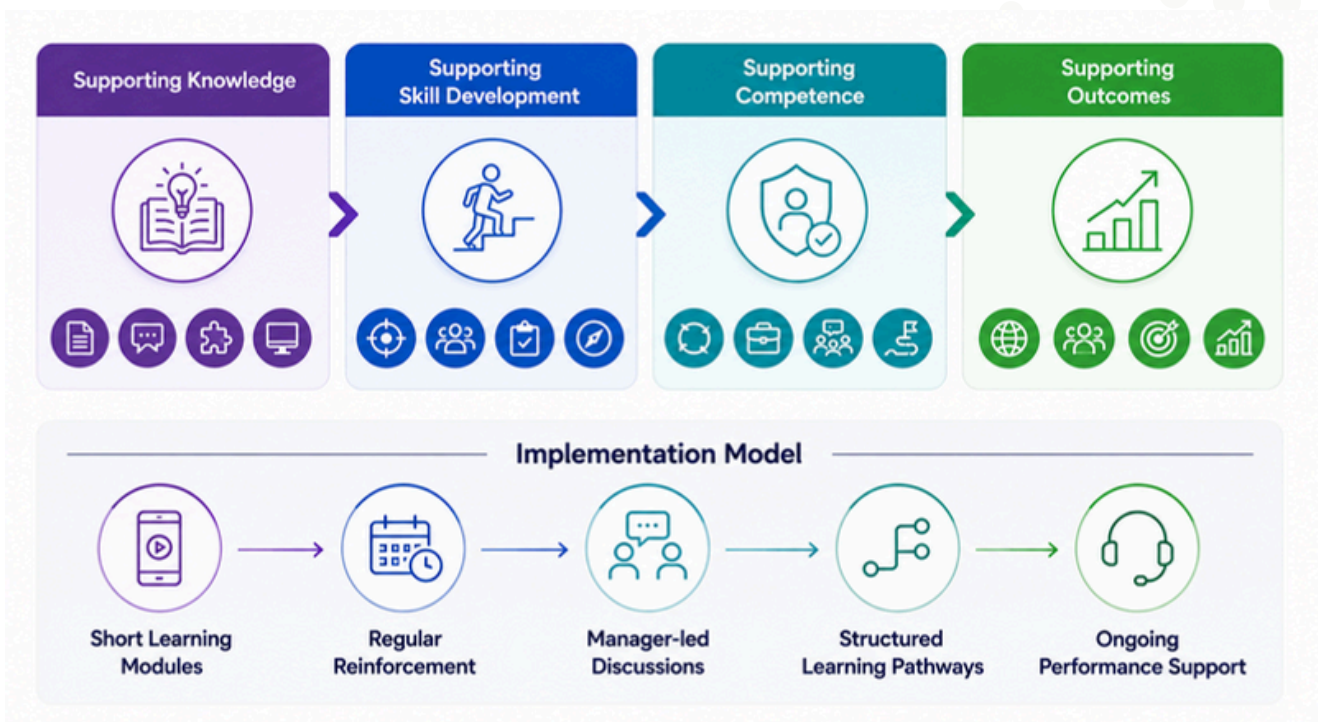 Supporting Knowledge
Supporting
Skill Development
Supporting
Competence
Supporting
Outcomes
Implementation Model
Short Learning
Modules
Regular
Reinforcement
Manager-led
Discussions
Structured
Learning Pathways
Ongoing
Performance Support